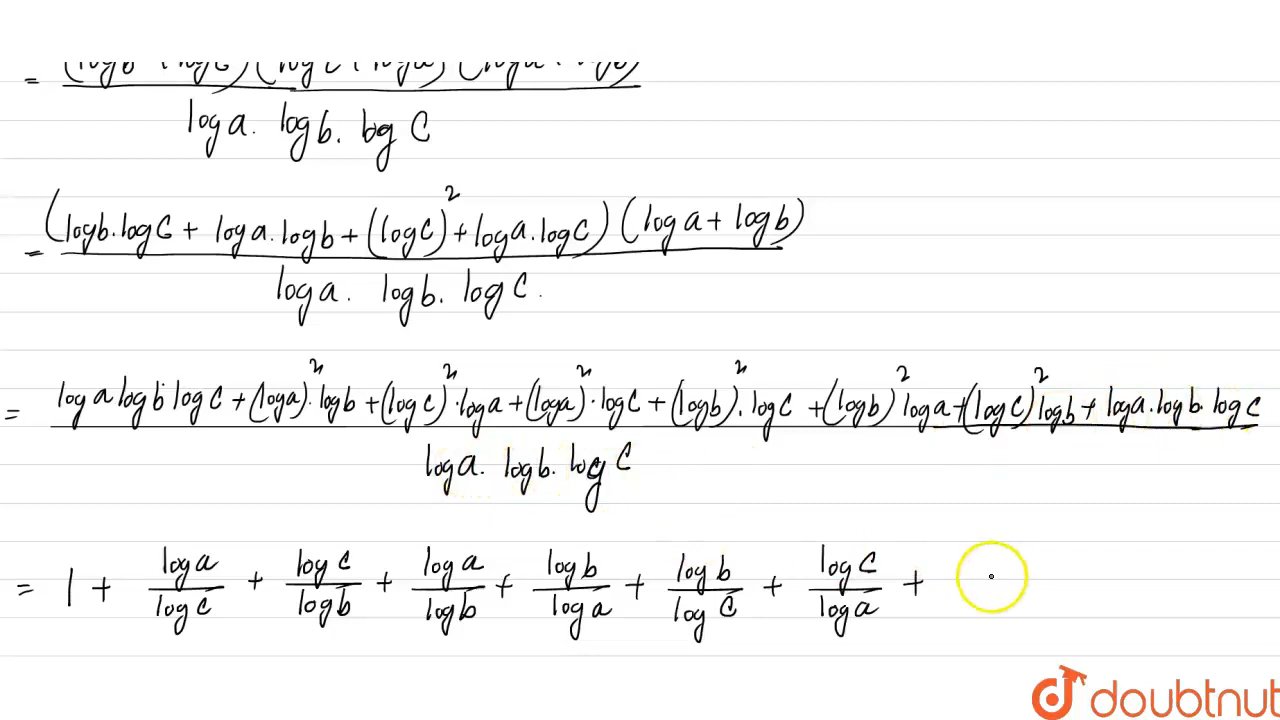 =
log a. log b. log C
= (log b. log C + log a. log b + (log C)² + log a. log C) (log a + log b)
log a. log b. log C.
= log a log b log C + (log a)². log b + (log C)². log a + (log a)². log C + (log b)². log C + (log b)² log a + (log C)² log b + log a. log b. log C
log a. log b. log C
= 1 + log a / log c + log C / log b + log a / log b + log b / log a + log b / log C + log C / log a +
doubtnut